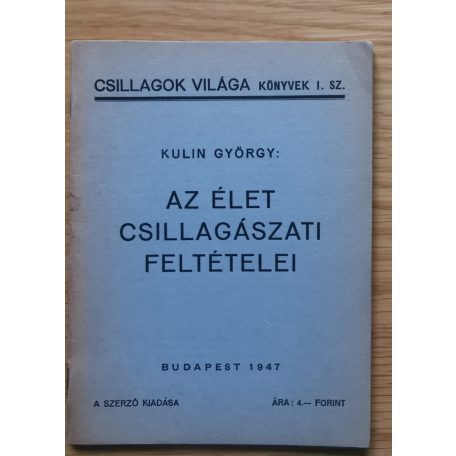 CSILLAGOK VILÁGA KÖNYVEK I. SZ.
KULIN GYÖRGY:
AZ ÉLET
CSILLAGÁSZATI
FELTÉTELEI
BUDAPEST 1947
A SZERZŐ KIADÁSA ÁRA: 4.— FORINT